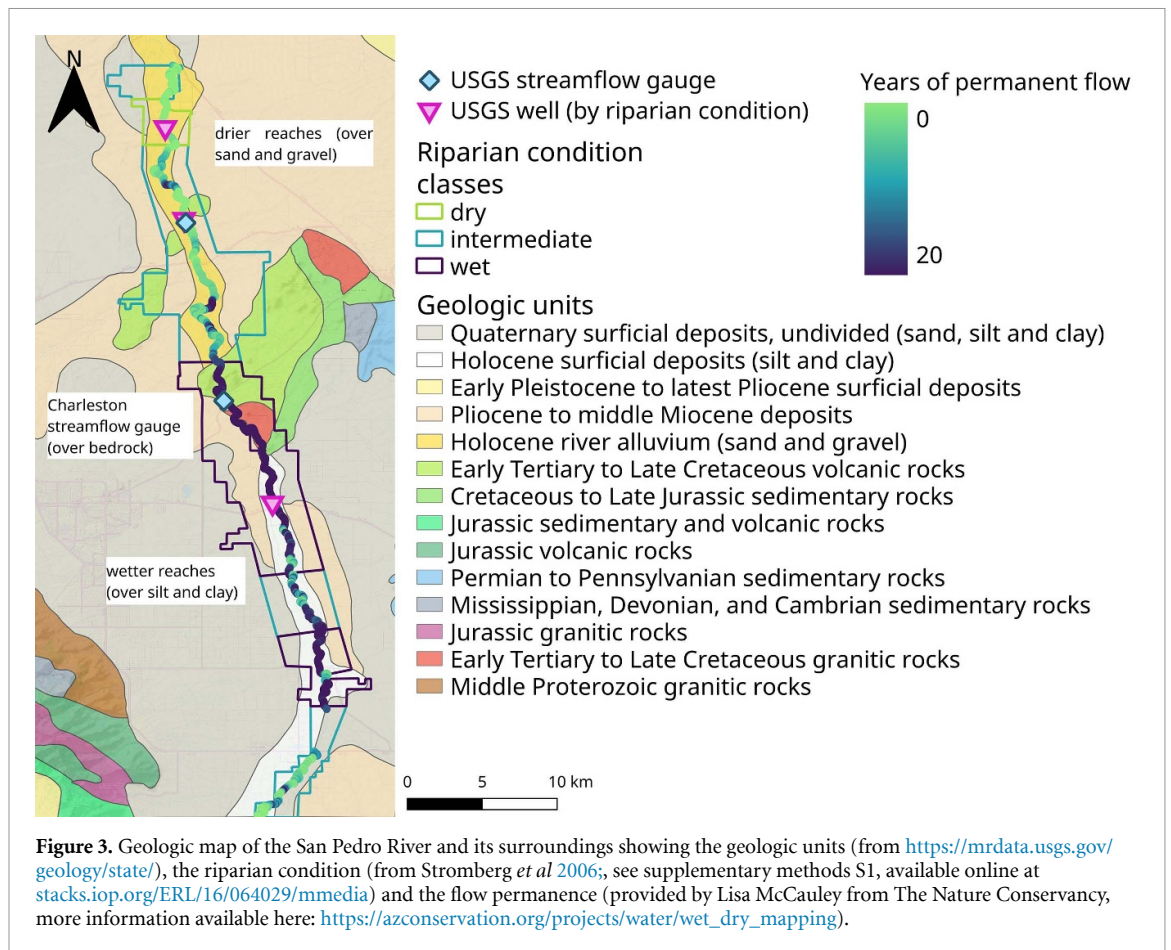 N
drier reaches (over
sand and gravel)
Charleston
streamflow gauge
(over bedrock)
wetter reaches
(over silt and clay)
USGS streamflow gauge
USGS well (by riparian condition)
Riparian condition
classes
dry
intermediate
wet
Years of permanent flow
0
20
Geologic units
Quaternary surficial deposits, undivided (sand, silt and clay)
Holocene surficial deposits (silt and clay)
Early Pleistocene to latest Pliocene surficial deposits
Pliocene to middle Miocene deposits
Holocene river alluvium (sand and gravel)
Early Tertiary to Late Cretaceous volcanic rocks
Cretaceous to Late Jurassic sedimentary rocks
Jurassic sedimentary and volcanic rocks
Jurassic volcanic rocks
Permian to Pennsylvanian sedimentary rocks
Mississippian, Devonian, and Cambrian sedimentary rocks
Jurassic granitic rocks
Early Tertiary to Late Cretaceous granitic rocks
Middle Proterozoic granitic rocks
0 5 10 km
Figure 3. Geologic map of the San Pedro River and its surroundings showing the geologic units (from https://mrdata.usgs.gov/
geology/state/), the riparian condition (from Stromberg et al 2006;, see supplementary methods S1, available online at
stacks.iop.org/ERL/16/064029/mmedia) and the flow permanence (provided by Lisa McCauley from The Nature Conservancy,
more information available here: https://azconservation.org/projects/water/wet_dry_mapping).